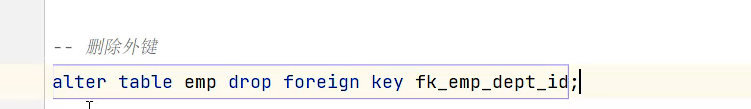 -- 删除外键
alter table emp drop foreign key fk_emp_dept_id;